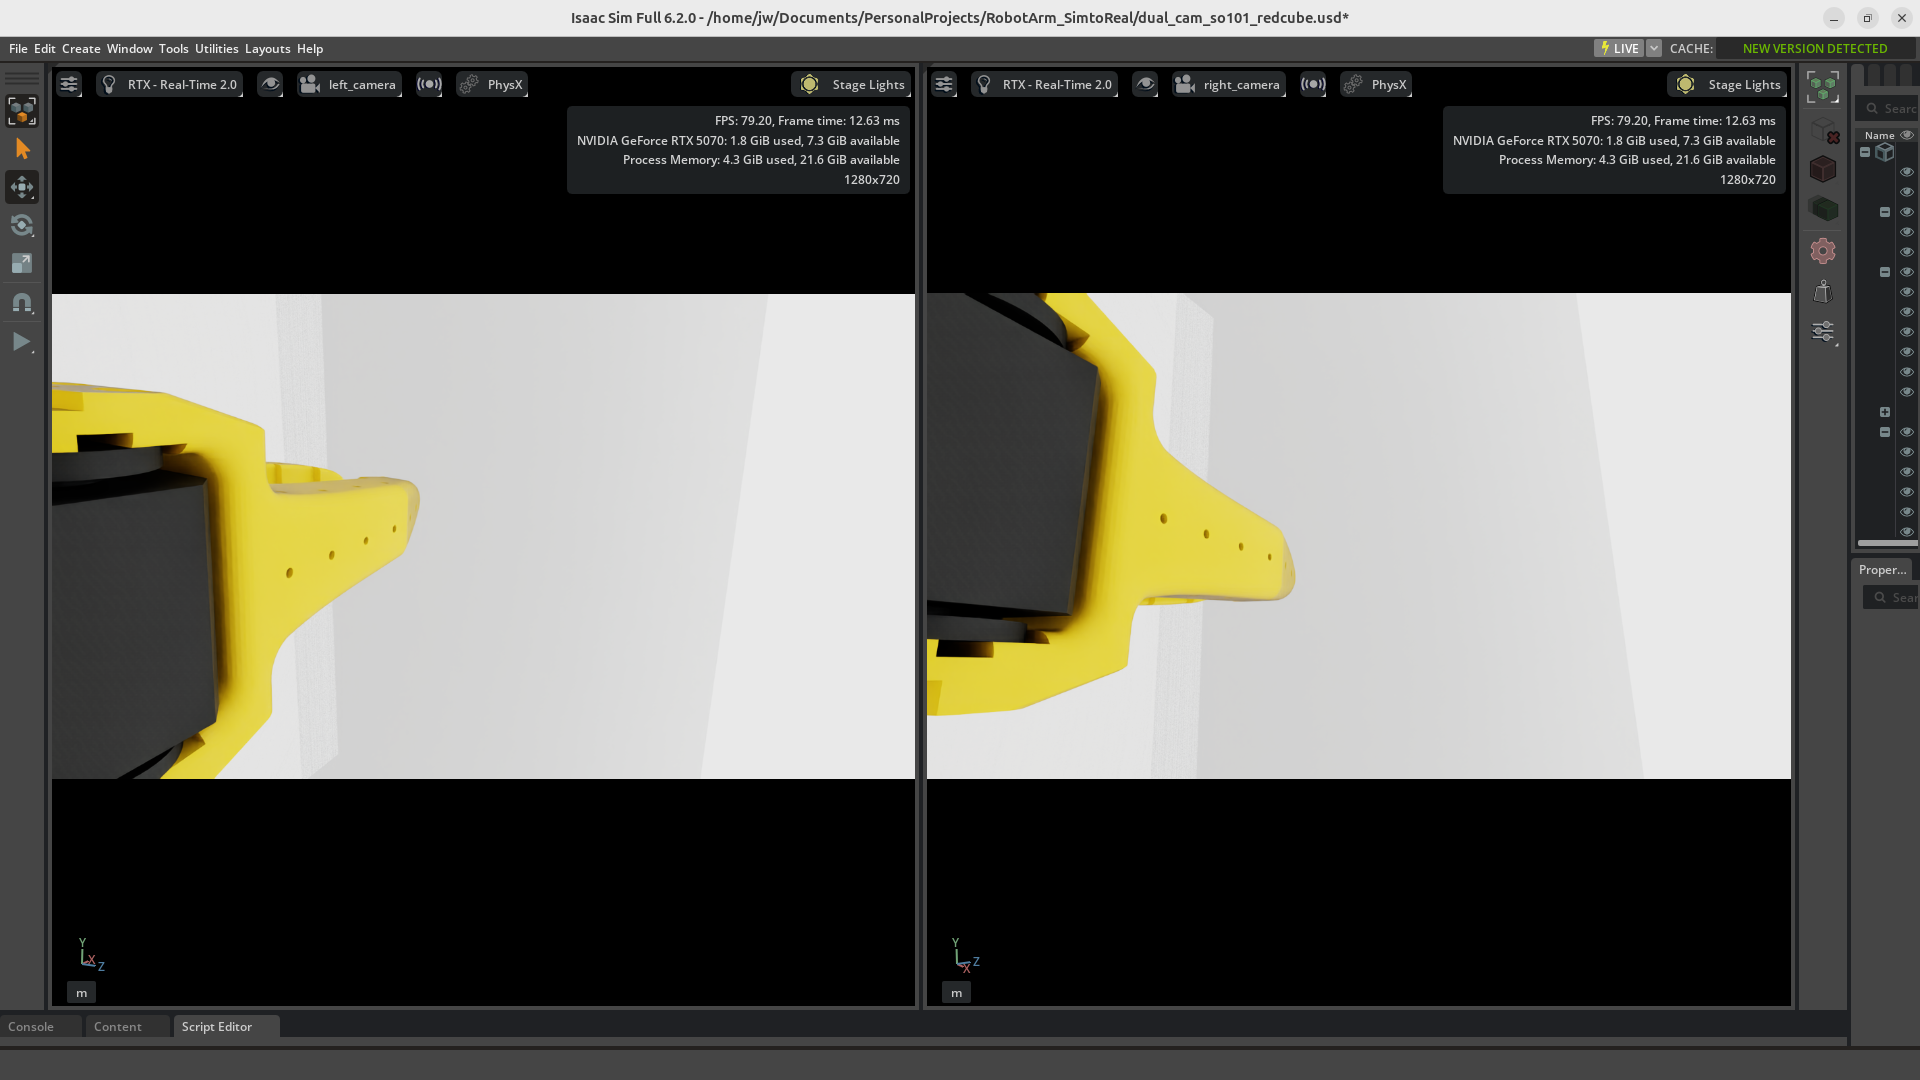 Isaac Sim Full 6.2.0 - /home/jw/Documents/PersonalProjects/RobotArm_SimtoReal/dual_cam_so101_redcube.usd*
File Edit Create Window Tools Utilities Layouts Help
LIVE CACHE: NEW VERSION DETECTED
RTX - Real-Time 2.0 left_camera PhysX Stage Lights
FPS: 79.20, Frame time: 12.63 ms
NVIDIA GeForce RTX 5070: 1.8 GiB used, 7.3 GiB available
Process Memory: 4.3 GiB used, 21.6 GiB available
1280x720
Y
X
Z
m
RTX - Real-Time 2.0 right_camera PhysX Stage Lights
FPS: 79.20, Frame time: 12.63 ms
NVIDIA GeForce RTX 5070: 1.8 GiB used, 7.3 GiB available
Process Memory: 4.3 GiB used, 21.6 GiB available
1280x720
Y
Z
X
m
Searc
Name
Proper...
Sear
Console Content Script Editor